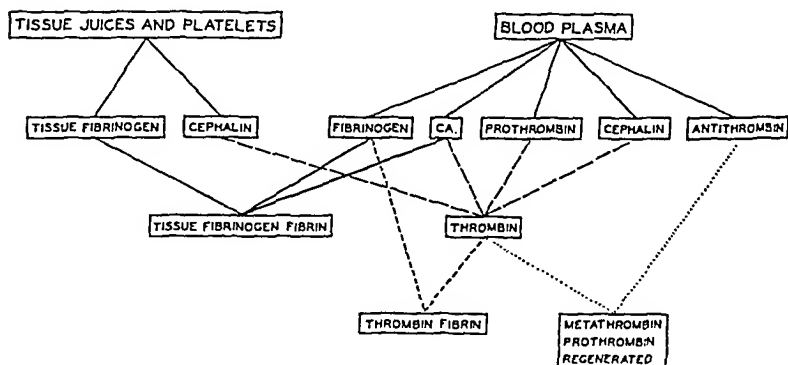 TISSUE JUICES AND PLATELETS
BLOOD PLASMA
TISSUE FIBRINOGEN
CEPHALIN
FIBRINOGEN
CA.
PROTHROMBIN
CEPHALIN
ANTITHROMBIN
TISSUE FIBRINOGEN FIBRIN
THROMBIN
THROMBIN FIBRIN
METATHROMBIN
PROTHROMBIN
REGENERATED